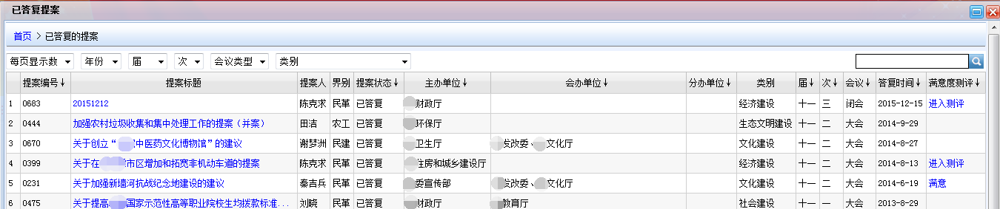 已答复提案
首页 > 已答复的提案
每页显示数 年份 届 次 会议类型 类别
提案编号↓ 提案标题 提案人 界别 提案状态↓ 主办单位↓ 会办单位↓ 分办单位↓ 类别 届↓ 次↓ 会议↓ 答复时间↓ 满意度测评↓
1 0683 20151212 陈克求 民革 已答复 财政厅 经济建设 十一 三 闭会 2015-12-15 进入测评
2 0444 加强农村垃圾收集和集中处理工作的提案（并案） 田洁 农工 已答复 环保厅 生态文明建设 十一 二 大会 2014-9-29
3 0670 关于创立“中医药文化博物馆”的建议 谢梦洲 民建 已答复 卫生厅 发改委、文化厅 文化建设 十一 二 大会 2014-8-27
4 0399 关于在市区增加和拓宽非机动车道的提案 陈克求 民革 已答复 住房和城乡建设厅 经济建设 十一 二 大会 2014-8-13 进入测评
5 0231 关于加强新墙河抗战纪念地建设的建议 秦吉兵 民革 已答复 委宣传部 发改委、文化厅 文化建设 十一 二 大会 2014-6-19 满意
6 0475 关于提高国家示范性高等职业院校生均拨款标准... 刘晓 民革 已答复 财政厅 教育厅 社会建设 十一 一 大会 2013-8-29